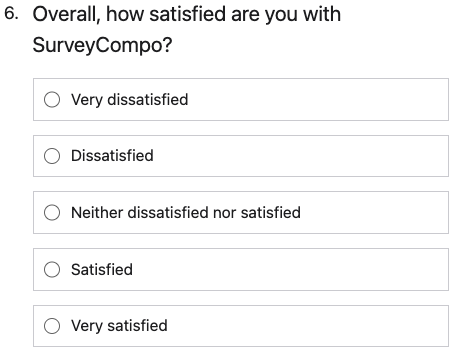 6. Overall, how satisfied are you with
SurveyCompo?
Very dissatisfied
Dissatisfied
Neither dissatisfied nor satisfied
Satisfied
Very satisfied